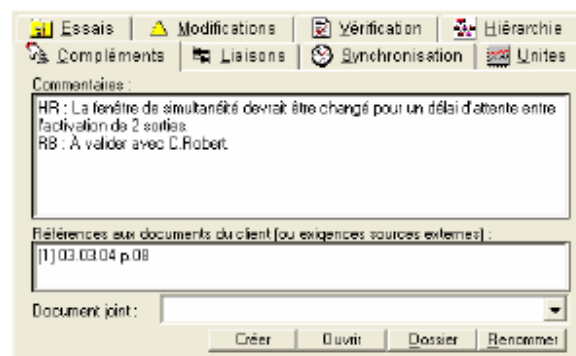 Essais Modifications Vérification Hiérarchie
Compléments Liaisons Synchronisation Unites
Commentaires :
HR : La fenêtre de simultanéité devrait être changé pour un délai d'attente entre
l'activation de 2 sorties.
RB : À valider avec C.Robert.
Références aux documents du client (ou exigences sources externes) :
[1] 03.03.04 p.08
Document joint :
Créer Ouvrir Dossier Renommer